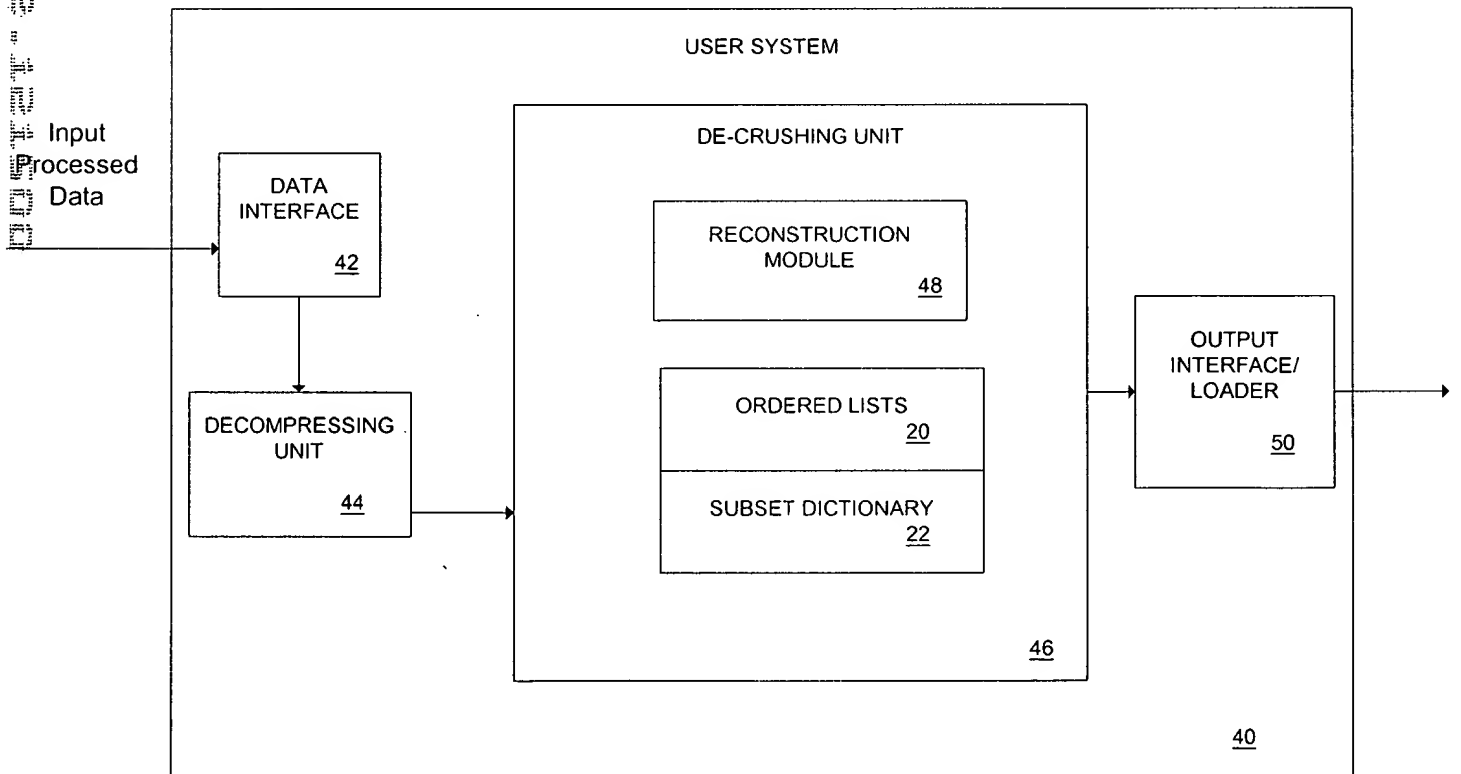 USER SYSTEM
Input
Processed
Data
DATA
INTERFACE
42
DECOMPRESSING
UNIT
44
DE-CRUSHING UNIT
RECONSTRUCTION
MODULE
48
ORDERED LISTS
20
SUBSET DICTIONARY
22
46
OUTPUT
INTERFACE/
LOADER
50
40